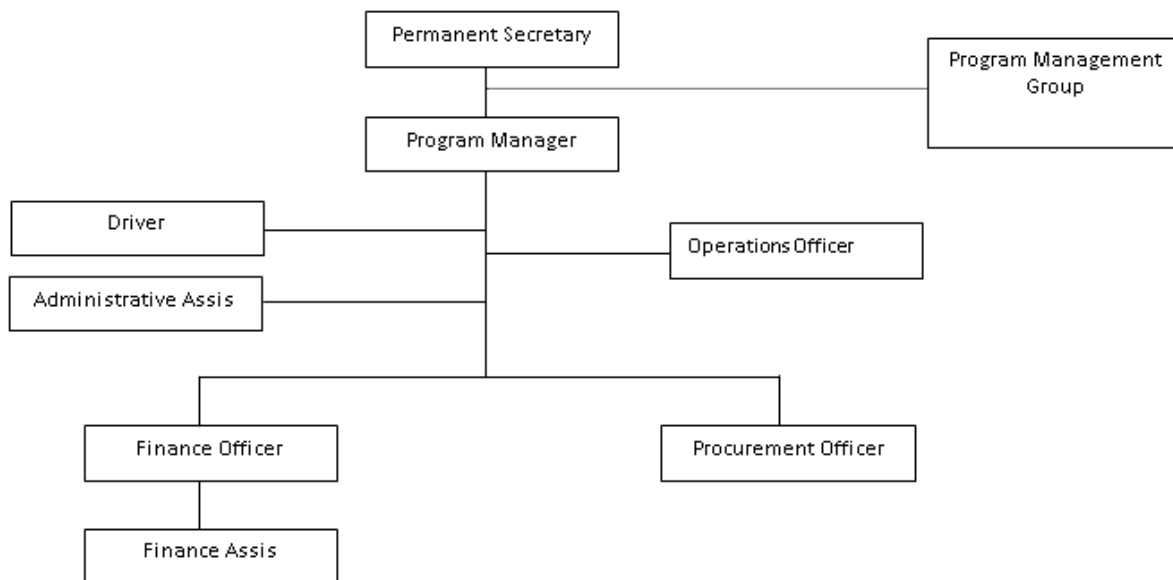 Permanent Secretary
Program Management
Group
Program Manager
Driver
Operations Officer
Administrative Assis
Finance Officer
Procurement Officer
Finance Assis